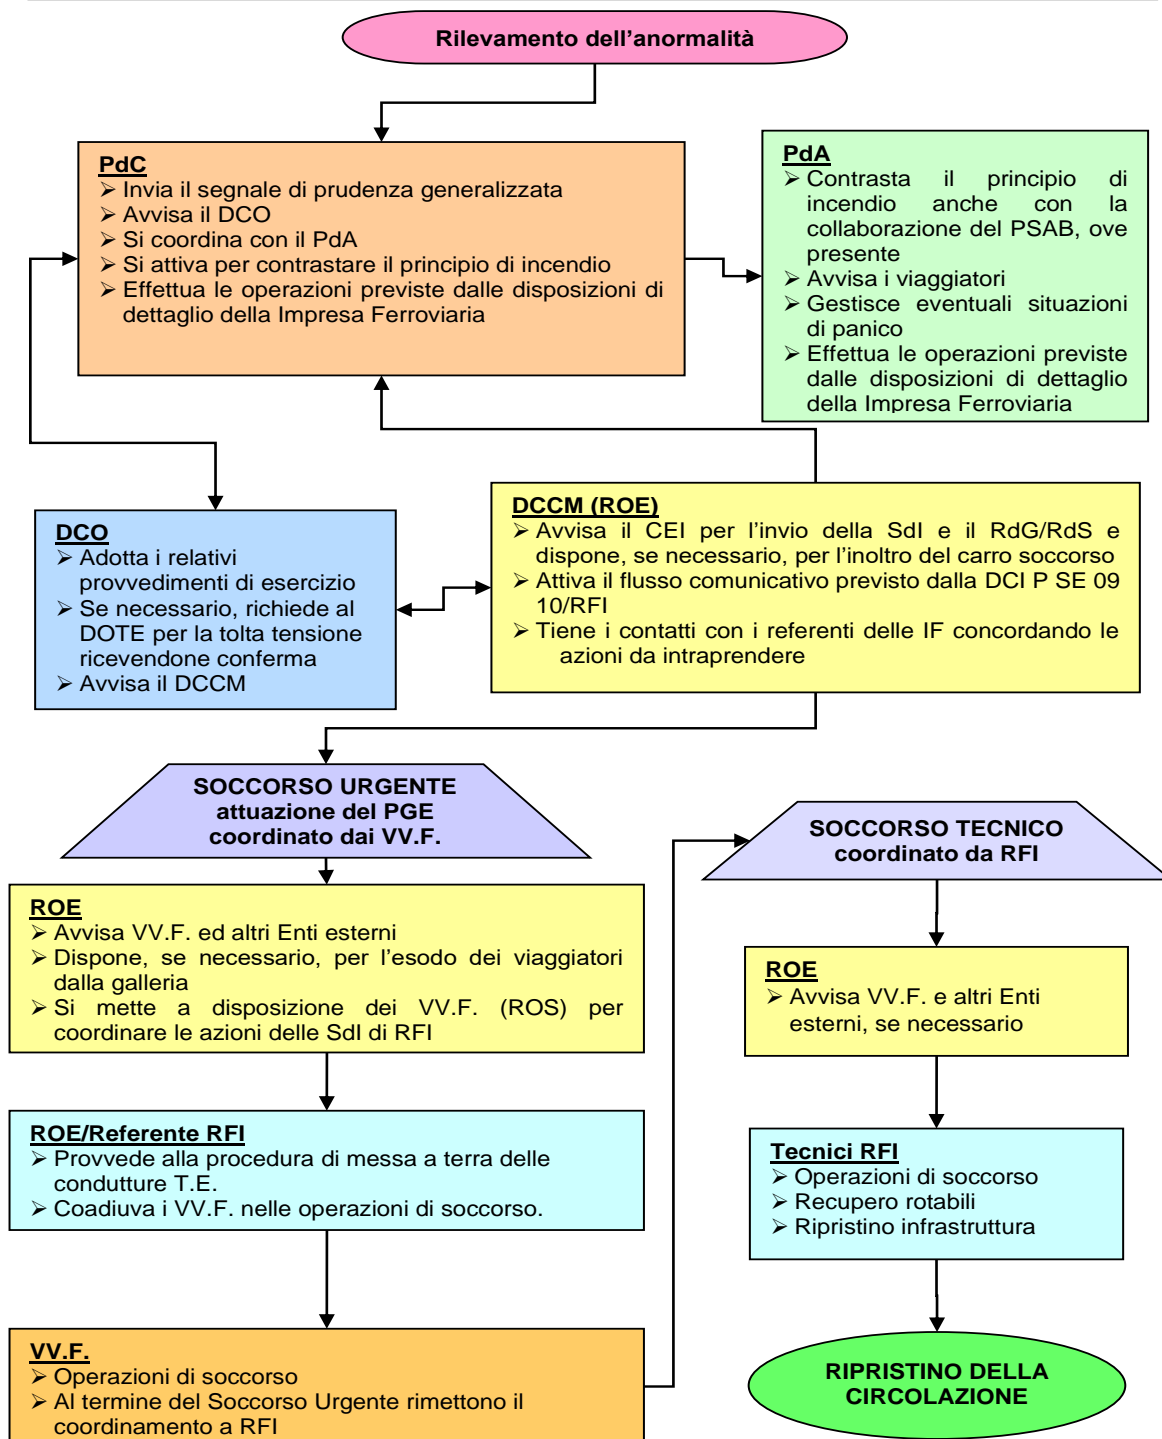 Rilevamento dell'anormalità
PdC
➢ Invia il segnale di prudenza generalizzata
➢ Avvisa il DCO
➢ Si coordina con il PdA
➢ Si attiva per contrastare il principio di incendio
➢ Effettua le operazioni previste dalle disposizioni di
dettaglio della Impresa Ferroviaria
PdA
➢ Contrasta il principio di
incendio anche con la
collaborazione del PSAB, ove
presente
➢ Avvisa i viaggiatori
➢ Gestisce eventuali situazioni
di panico
➢ Effettua le operazioni previste
dalle disposizioni di dettaglio
della Impresa Ferroviaria
DCO
➢ Adotta i relativi
provvedimenti di esercizio
➢ Se necessario, richiede al
DOTE per la tolta tensione
ricevendone conferma
➢ Avvisa il DCCM
DCCM (ROE)
➢ Avvisa il CEI per l'invio della SdI e il RdG/RdS e
dispone, se necessario, per l'inoltro del carro soccorso
➢ Attiva il flusso comunicativo previsto dalla DCI P SE 09
10/RFI
➢ Tiene i contatti con i referenti delle IF concordando le
azioni da intraprendere
SOCCORSO URGENTE
attuazione del PGE
coordinato dai VV.F.
ROE
➢ Avvisa VV.F. ed altri Enti esterni
➢ Dispone, se necessario, per l'esodo dei viaggiatori
dalla galleria
➢ Si mette a disposizione dei VV.F. (ROS) per
coordinare le azioni delle SdI di RFI
ROE/Referente RFI
➢ Provvede alla procedura di messa a terra delle
condutture T.E.
➢ Coadiuva i VV.F. nelle operazioni di soccorso.
VV.F.
➢ Operazioni di soccorso
➢ Al termine del Soccorso Urgente rimettono il
coordinamento a RFI
SOCCORSO TECNICO
coordinato da RFI
ROE
➢ Avvisa VV.F. e altri Enti
esterni, se necessario
Tecnici RFI
➢ Operazioni di soccorso
➢ Recupero rotabili
➢ Ripristino infrastruttura
RIPRISTINO DELLA
CIRCOLAZIONE